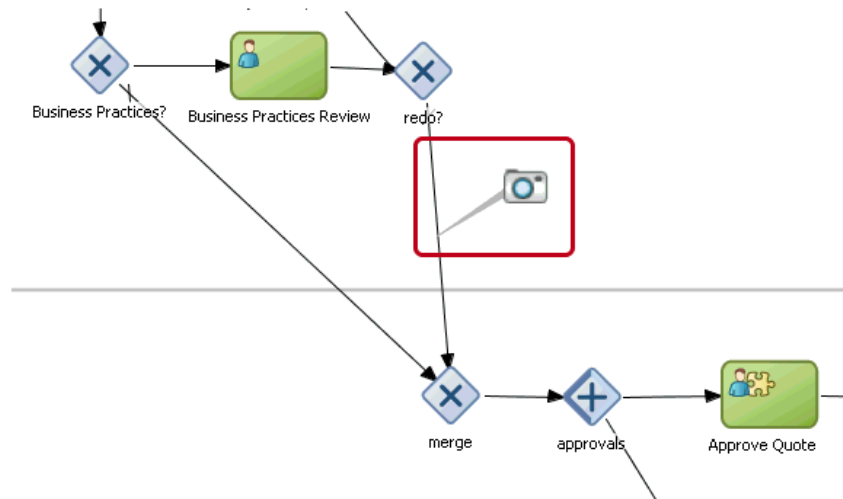 Business Practices?
Business Practices Review
redo?
merge
approvals
Approve Quote